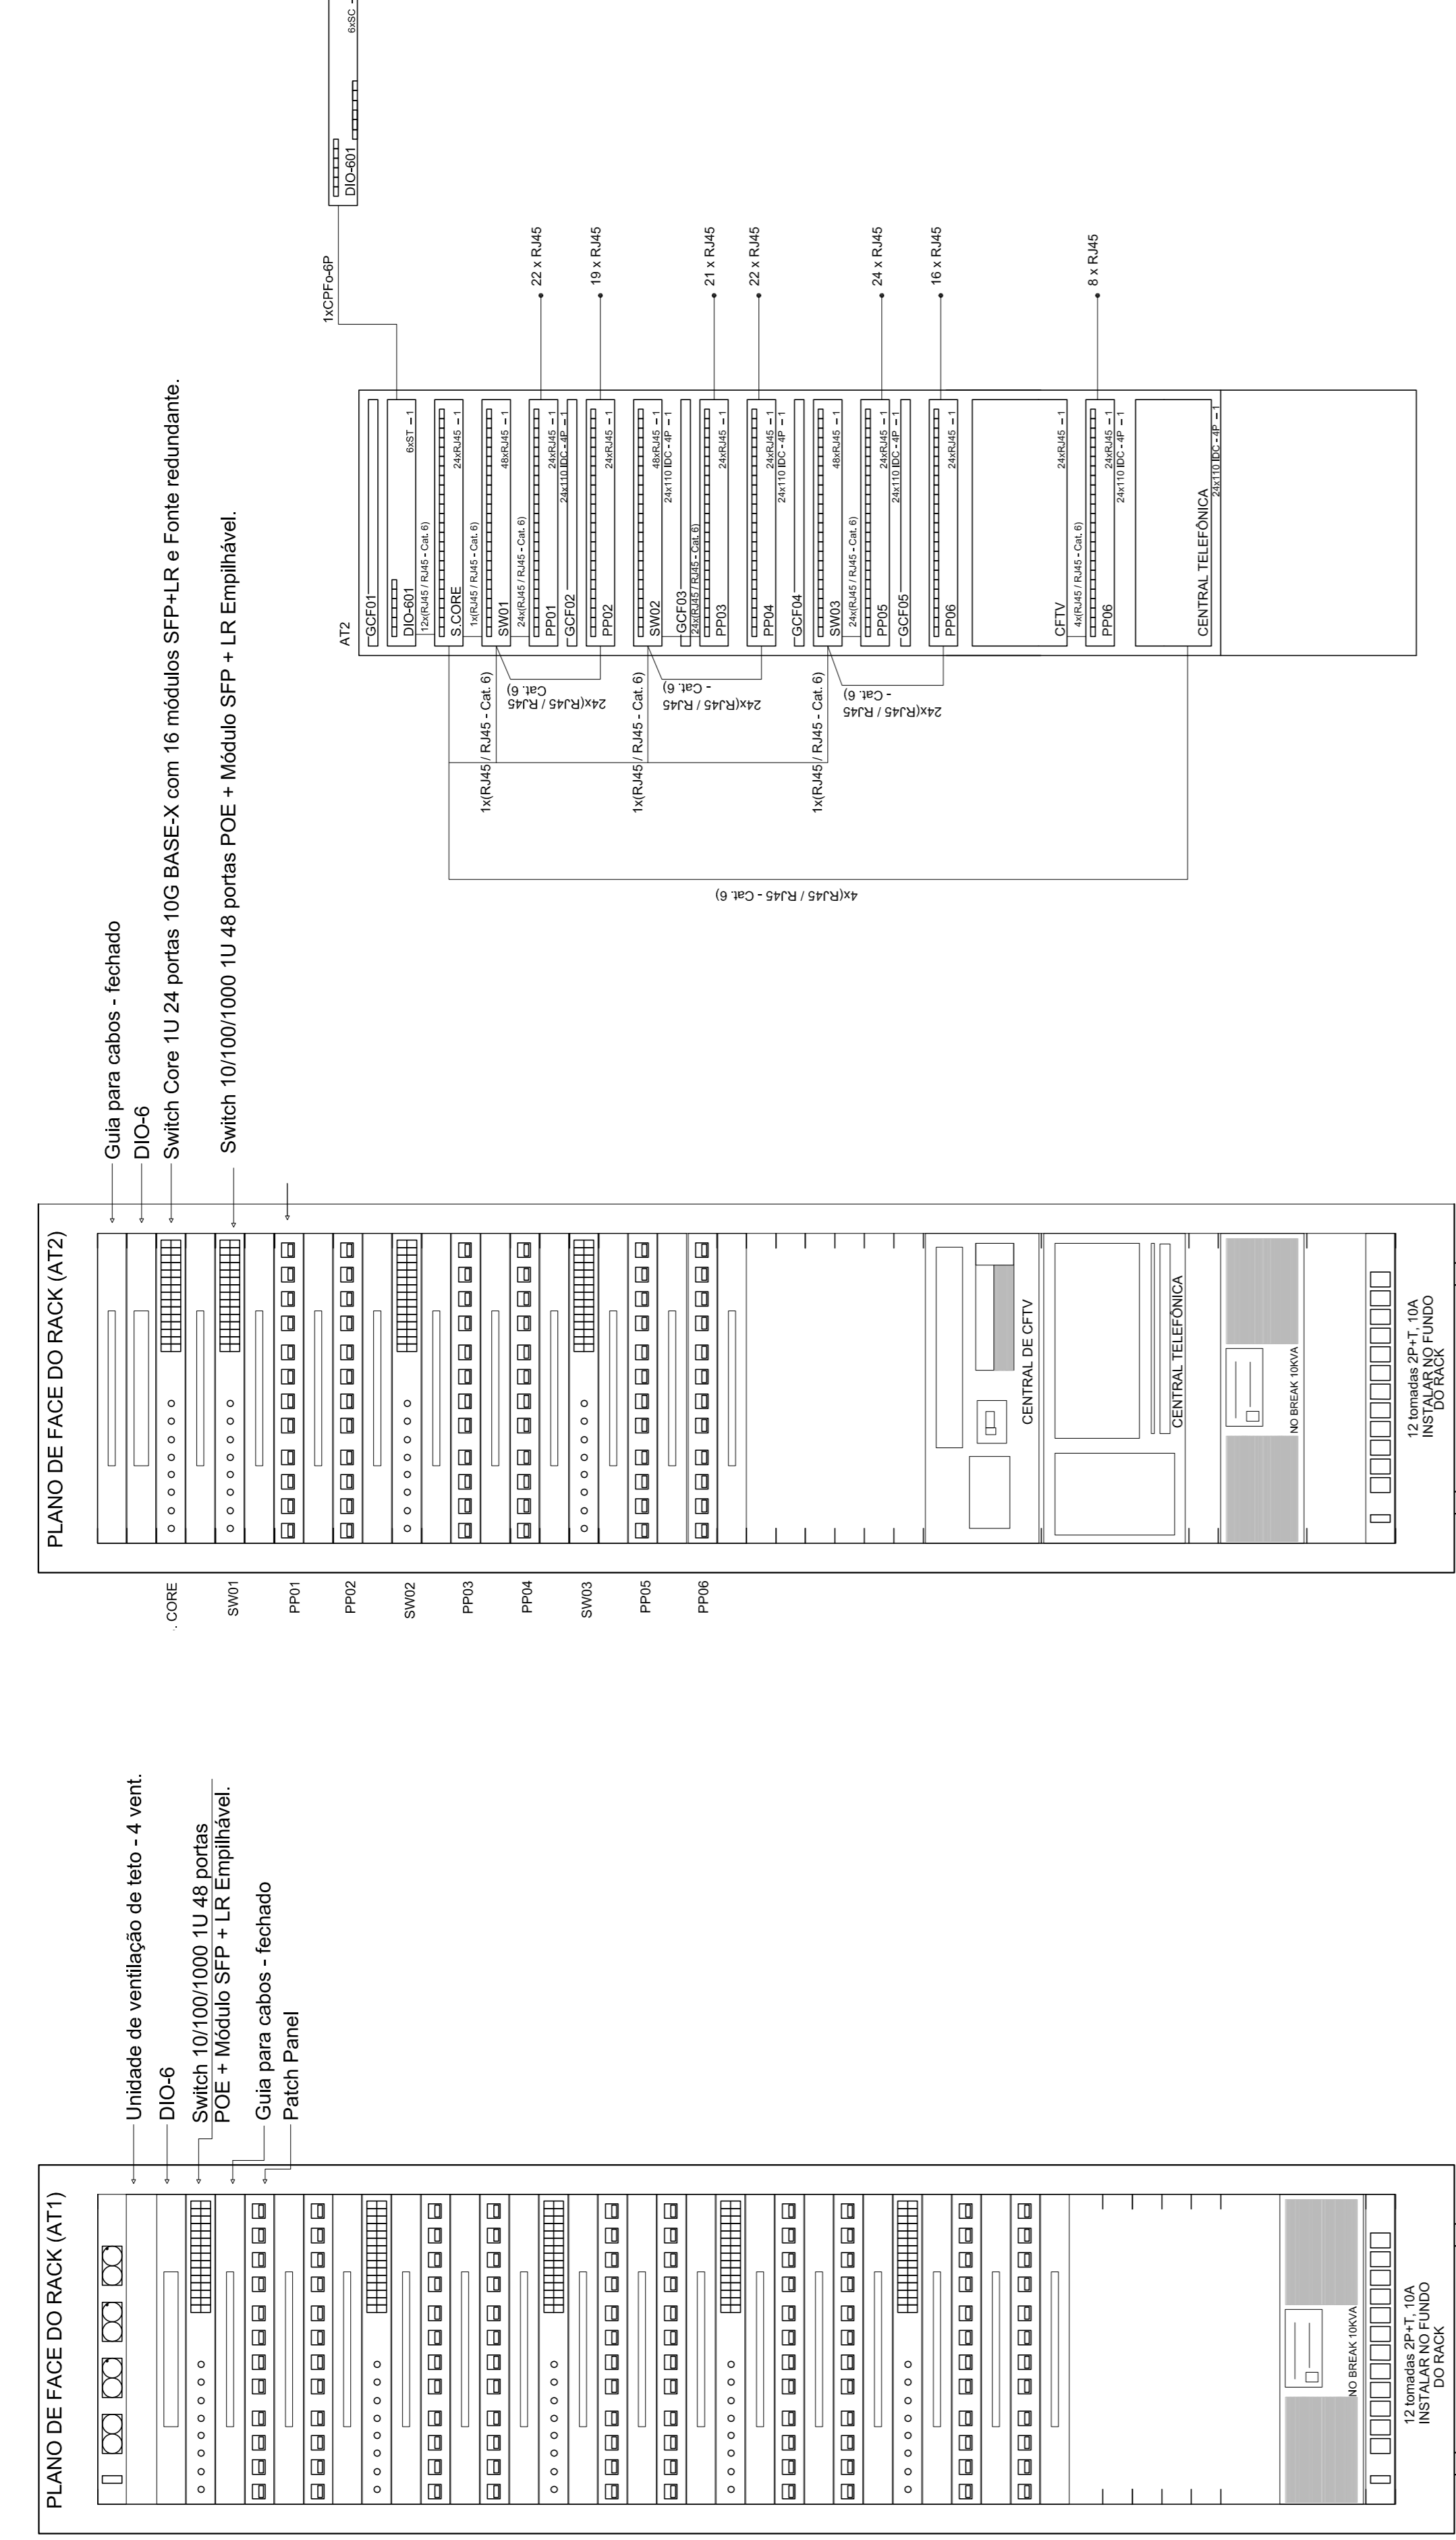 PLANO DE FACE DO RACK (AT1)
Unidade de ventilação de teto - 4 vent.
DIO-6
Switch 10/100/1000 1U 48 portas
POE + Módulo SFP + LR Empilhável.
Guia para cabos - fechado
Patch Panel
NO BREAK 10KVA
12 tomadas 2P+T, 10A
INSTALAR NO FUNDO
DO RACK
PLANO DE FACE DO RACK (AT2)
Guia para cabos - fechado
DIO-6
Switch Core 1U 24 portas 10G BASE-X com 16 módulos SFP+LR e Fonte redundante.
Switch 10/100/1000 1U 48 portas POE + Módulo SFP + LR Empilhável.
. CORE
SW01
PP01
PP02
SW02
PP03
PP04
SW03
PP05
PP06
CENTRAL DE CFTV
CENTRAL TELEFÔNICA
NO BREAK 10KVA
12 tomadas 2P+T, 10A
INSTALAR NO FUNDO
DO RACK
6xSC -
DIO-601
1xCPFo-6P
AT2
GCF01
DIO-601
6xST – 1
12x(RJ45 / RJ45 - Cat. 6)
S.CORE
24xRJ45 – 1
1x(RJ45 / RJ45 - Cat. 6)
SW01
48xRJ45 – 1
24x(RJ45 / RJ45 - Cat. 6)
PP01
24xRJ45 – 1
24x110 IDC - 4P – 1
22 x RJ45
GCF02
PP02
24xRJ45 – 1
19 x RJ45
SW02
48xRJ45 – 1
24x110 IDC - 4P – 1
GCF03
24x(RJ45 / RJ45 - Cat. 6)
PP03
24xRJ45 – 1
21 x RJ45
PP04
24xRJ45 – 1
24x110 IDC - 4P – 1
22 x RJ45
GCF04
SW03
48xRJ45 – 1
24x(RJ45 / RJ45 - Cat. 6)
PP05
24xRJ45 – 1
24x110 IDC - 4P – 1
24 x RJ45
GCF05
PP06
24xRJ45 – 1
16 x RJ45
CFTV
24xRJ45 – 1
4x(RJ45 / RJ45 - Cat. 6)
PP06
24xRJ45 – 1
24x110 IDC - 4P – 1
8 x RJ45
CENTRAL TELEFÔNICA
24x110 IDC - 4P – 1
1x(RJ45 / RJ45 - Cat. 6)
24x(RJ45 / RJ45
Cat. 6)
1x(RJ45 / RJ45 - Cat. 6)
24x(RJ45 / RJ45
- Cat. 6)
1x(RJ45 / RJ45 - Cat. 6)
24x(RJ45 / RJ45
- Cat. 6)
4x(RJ45 / RJ45 - Cat. 6)